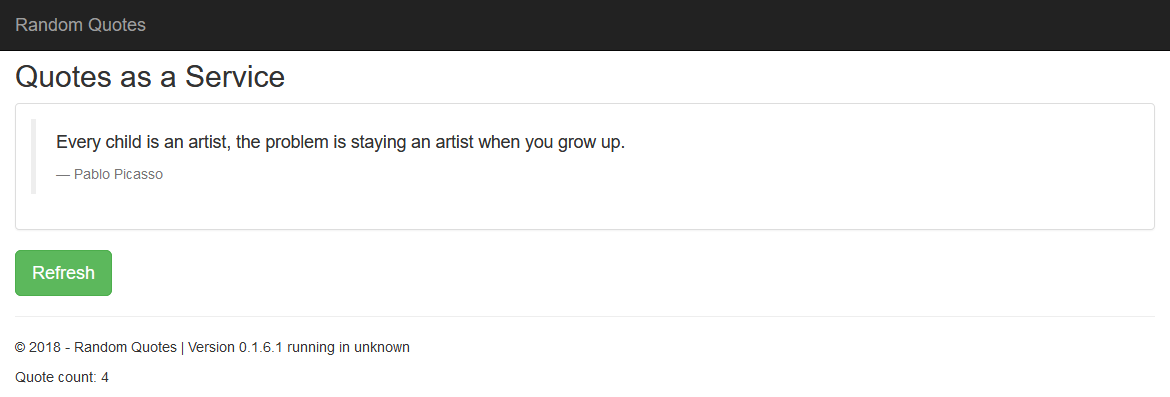 Random Quotes
Quotes as a Service
Every child is an artist, the problem is staying an artist when you grow up.
— Pablo Picasso
Refresh
© 2018 - Random Quotes | Version 0.1.6.1 running in unknown
Quote count: 4